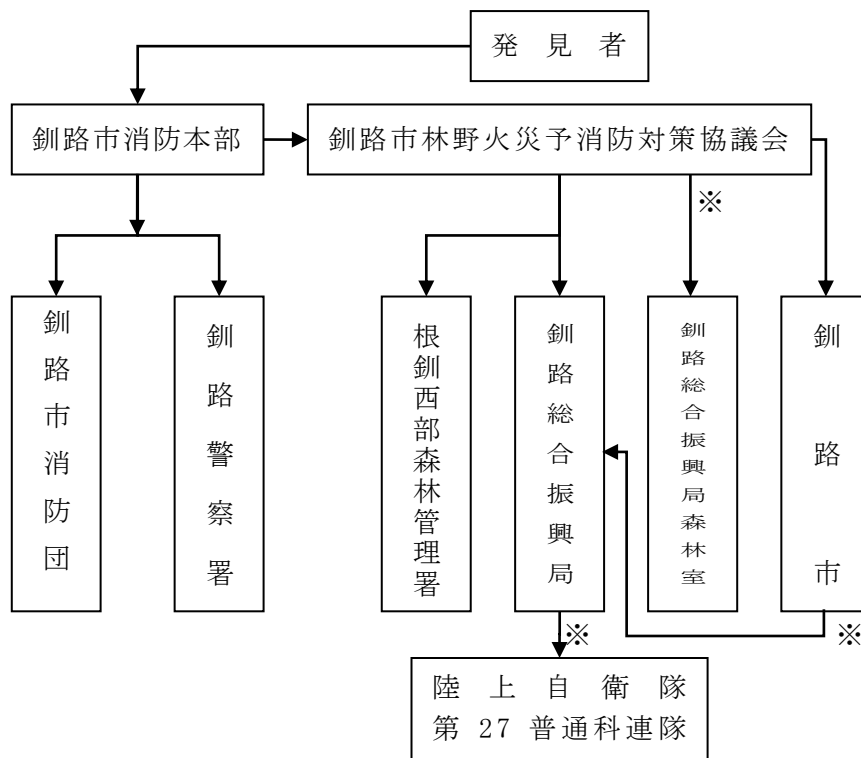 発見者
釧路市消防本部
釧路市林野火災予消防対策協議会
※
釧路市消防団
釧路警察署
根釧西部森林管理署
釧路総合振興局
釧路総合振興局森林室
釧路市
※
※
陸上自衛隊
第 27 普通科連隊